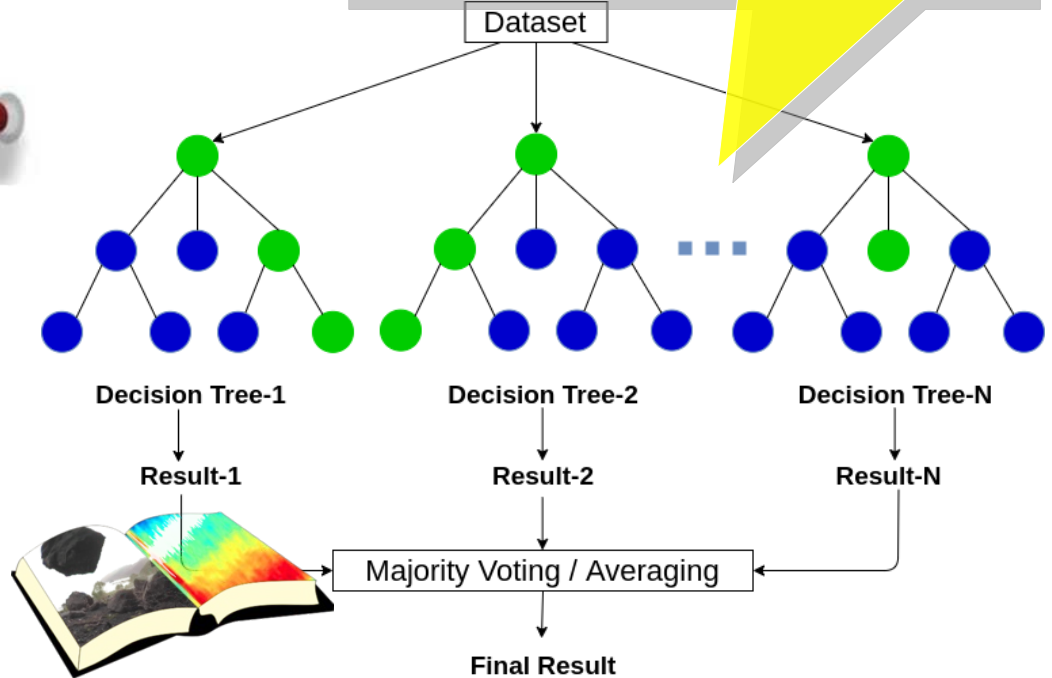 Dataset
Decision Tree-1
Decision Tree-2
Decision Tree-N
Result-1
Result-2
Result-N
Majority Voting / Averaging
Final Result